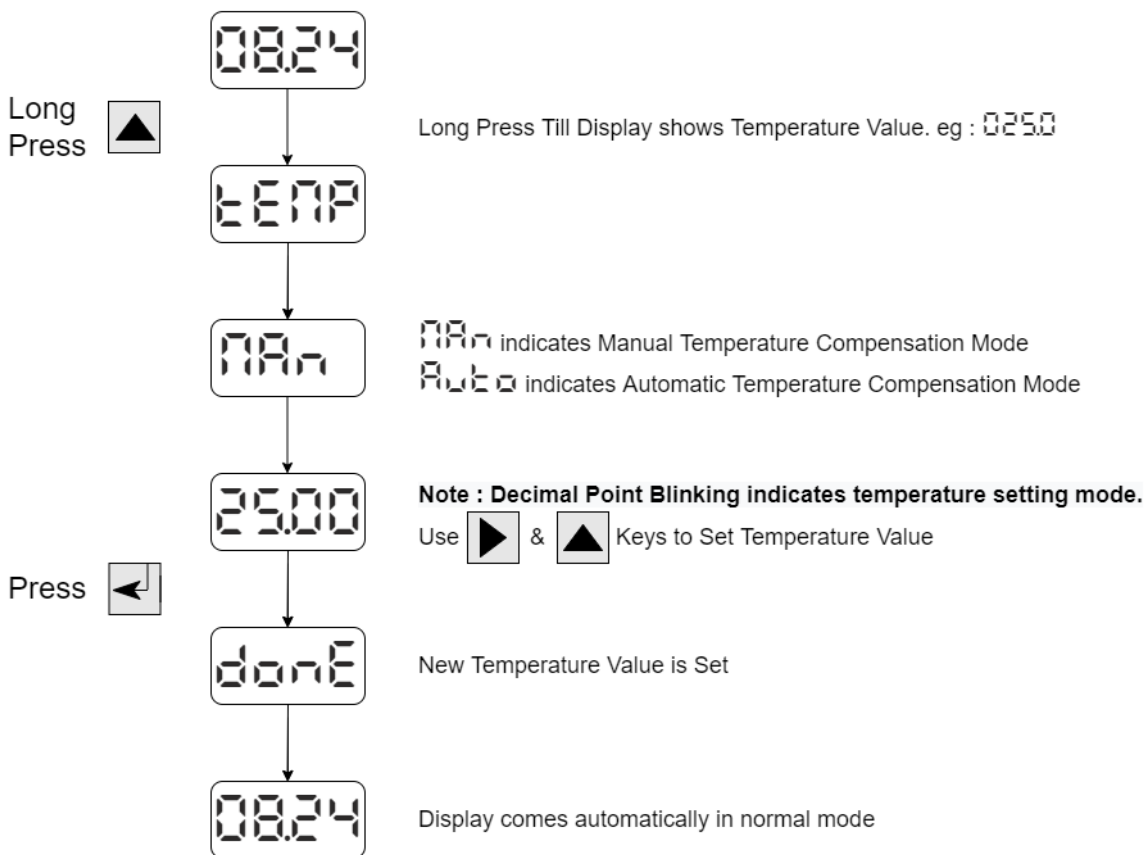 08.24
Long
Press
Long Press Till Display shows Temperature Value. eg : 025.0
tEMP
MAn
MAn indicates Manual Temperature Compensation Mode
Auto indicates Automatic Temperature Compensation Mode
25.00
Note : Decimal Point Blinking indicates temperature setting mode.
Use & Keys to Set Temperature Value
Press
donE
New Temperature Value is Set
08.24
Display comes automatically in normal mode